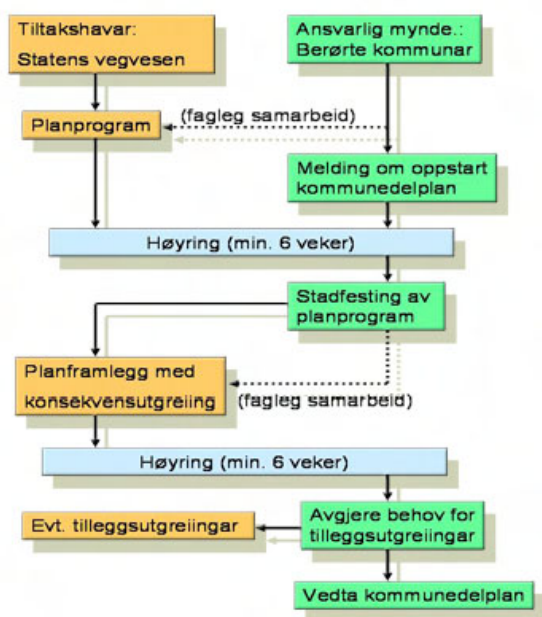 Tiltakshavar:
Statens vegvesen
Ansvarlig mynde.:
Berørte kommunar
Planprogram
(fagleg samarbeid)
Melding om oppstart
kommunedelplan
Høyring (min. 6 veker)
Stadfesting av
planprogram
Planframlegg med
konsekvensutgreiing
(fagleg samarbeid)
Høyring (min. 6 veker)
Evt. tilleggsutgreiingar
Avgjere behov for
tilleggsutgreiingar
Vedta kommunedelplan